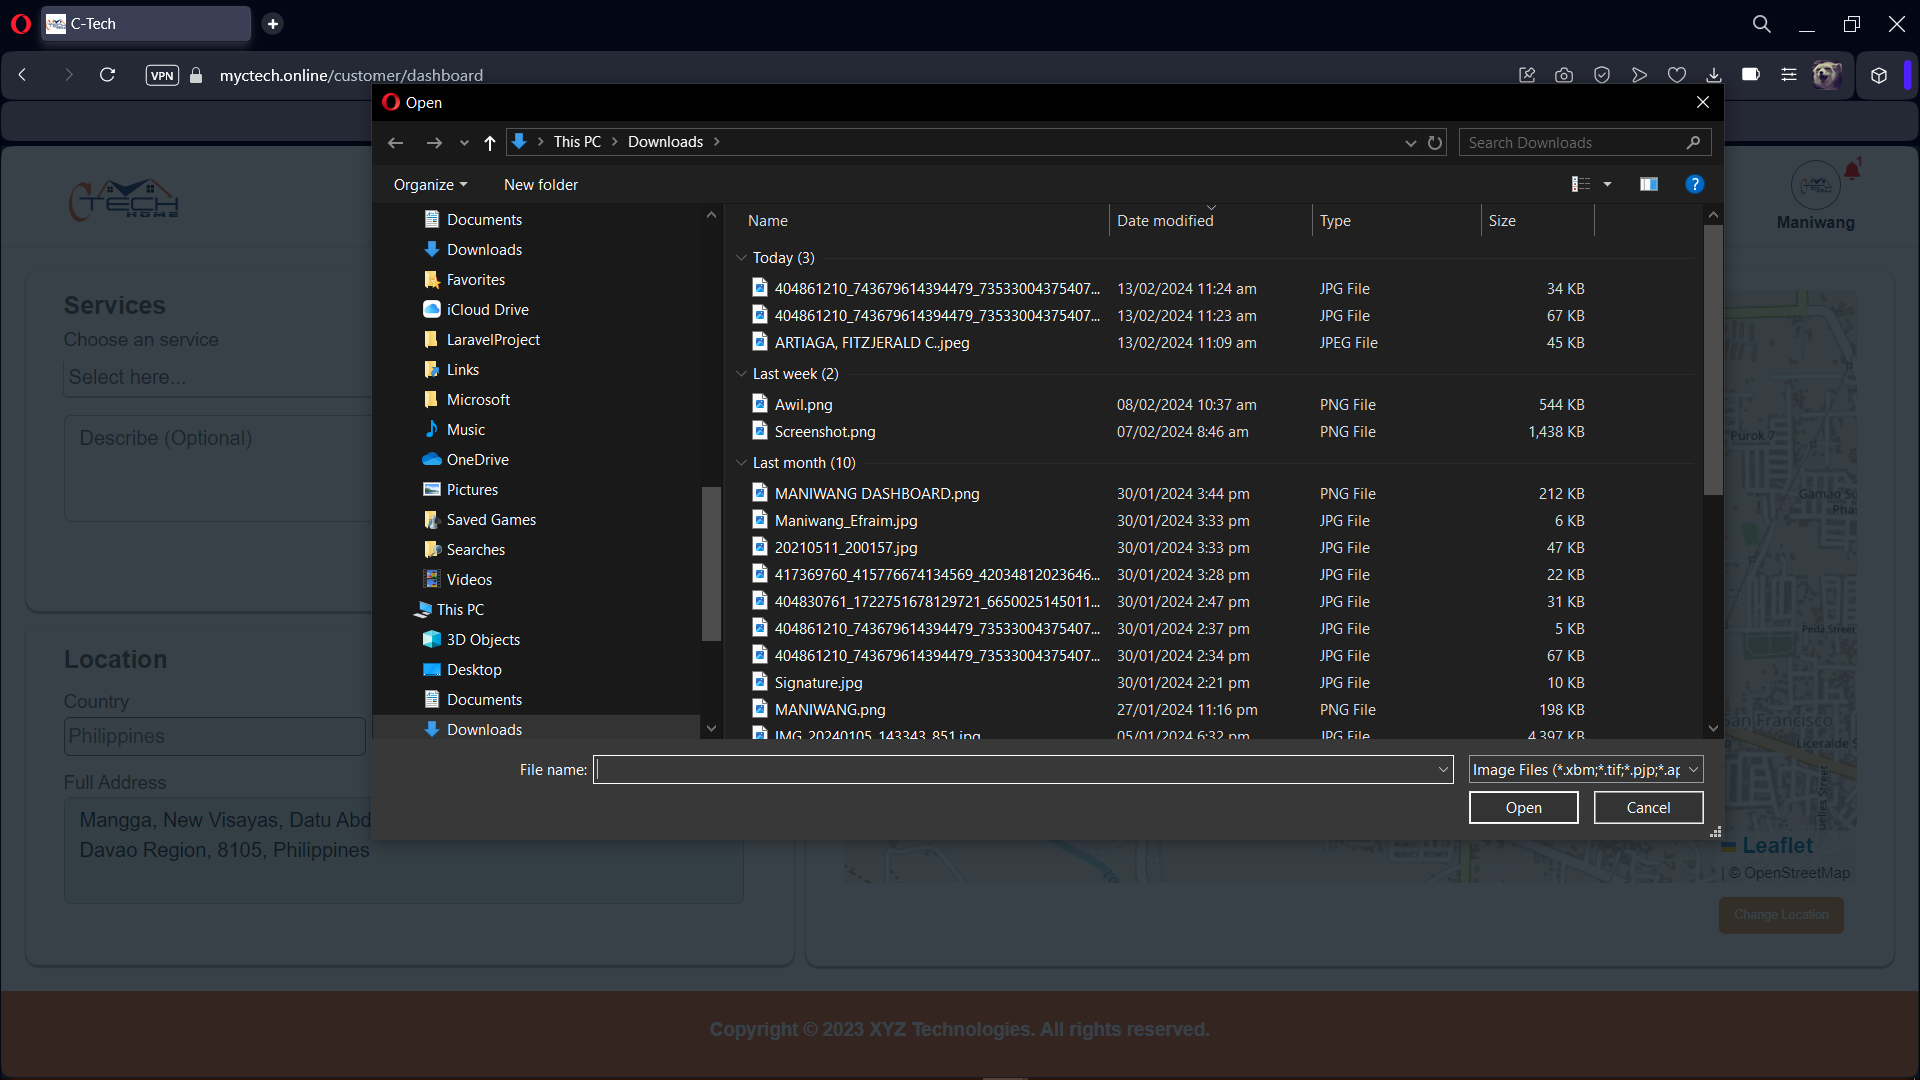 C-Tech
VPN
myctech.online/customer/dashboard
Open
This PC
Downloads
Search Downloads
Organize
New folder
?
CTECH
HOME
1
Maniwang
Documents
Downloads
Favorites
iCloud Drive
LaravelProject
Links
Microsoft
Music
OneDrive
Pictures
Saved Games
Searches
Videos
This PC
3D Objects
Desktop
Documents
Downloads
Name Date modified Type Size
Today (3)
404861210_743679614394479_73533004375407... 13/02/2024 11:24 am JPG File 34 KB
404861210_743679614394479_73533004375407... 13/02/2024 11:23 am JPG File 67 KB
ARTIAGA, FITZJERALD C..jpeg 13/02/2024 11:09 am JPEG File 45 KB
Last week (2)
Awil.png 08/02/2024 10:37 am PNG File 544 KB
Screenshot.png 07/02/2024 8:46 am PNG File 1,438 KB
Last month (10)
MANIWANG DASHBOARD.png 30/01/2024 3:44 pm PNG File 212 KB
Maniwang_Efraim.jpg 30/01/2024 3:33 pm JPG File 6 KB
20210511_200157.jpg 30/01/2024 3:33 pm JPG File 47 KB
417369760_415776674134569_42034812023646... 30/01/2024 3:28 pm JPG File 22 KB
404830761_1722751678129721_6650025145011... 30/01/2024 2:47 pm JPG File 31 KB
404861210_743679614394479_73533004375407... 30/01/2024 2:37 pm JPG File 5 KB
404861210_743679614394479_73533004375407... 30/01/2024 2:34 pm JPG File 67 KB
Signature.jpg 30/01/2024 2:21 pm JPG File 10 KB
MANIWANG.png 27/01/2024 11:16 pm PNG File 198 KB
IMG_20240105_143343_851.jpg 05/01/2024 6:32 pm JPG File 4,397 KB
File name:
Image Files (*.xbm;*.tif;*.pjp;*.ap
Open
Cancel
Services
Choose an service
Select here...
Describe (Optional)
Location
Country
Philippines
Full Address
Mangga, New Visayas, Datu Abd
Davao Region, 8105, Philippines
Purok 7
Gamao Su
Pha
Peda Street
San Francisco
Liceralde S
uelles Street
Leaflet
| © OpenStreetMap
Change Location
Copyright © 2023 XYZ Technologies. All rights reserved.